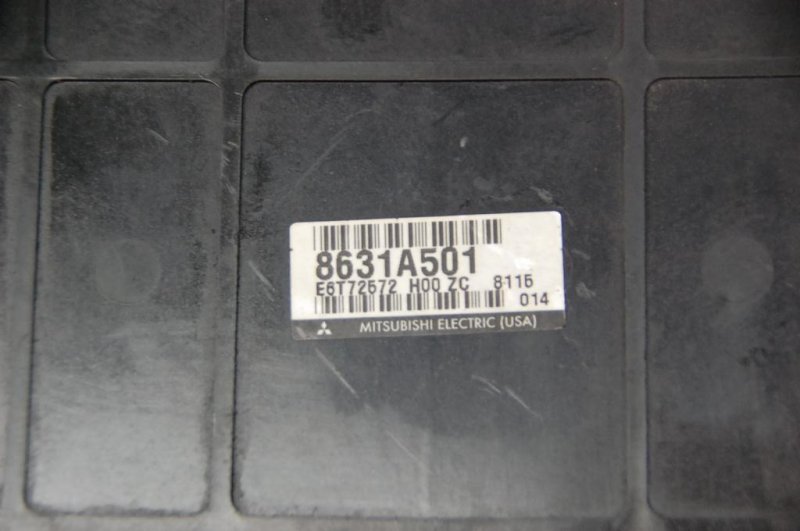 8631A501
E6T72572 H00 ZC 8115
014
MITSUBISHI ELECTRIC (USA)